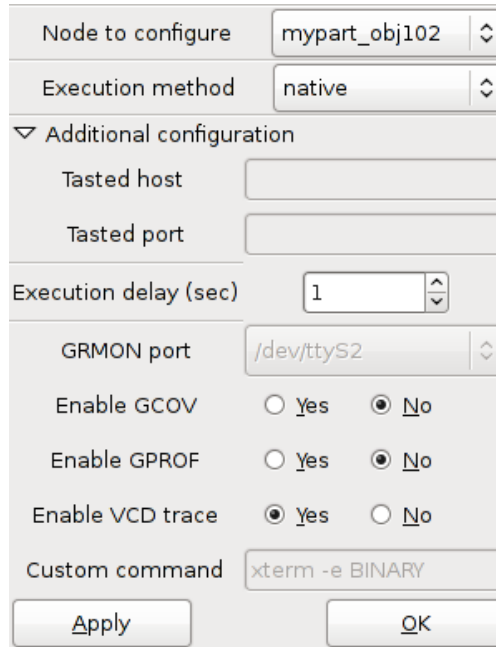 Node to configure mypart_obj102
Execution method native
Additional configuration
Tasted host
Tasted port
Execution delay (sec) 1
GRMON port /dev/ttyS2
Enable GCOV Yes No
Enable GPROF Yes No
Enable VCD trace Yes No
Custom command xterm -e BINARY
Apply OK